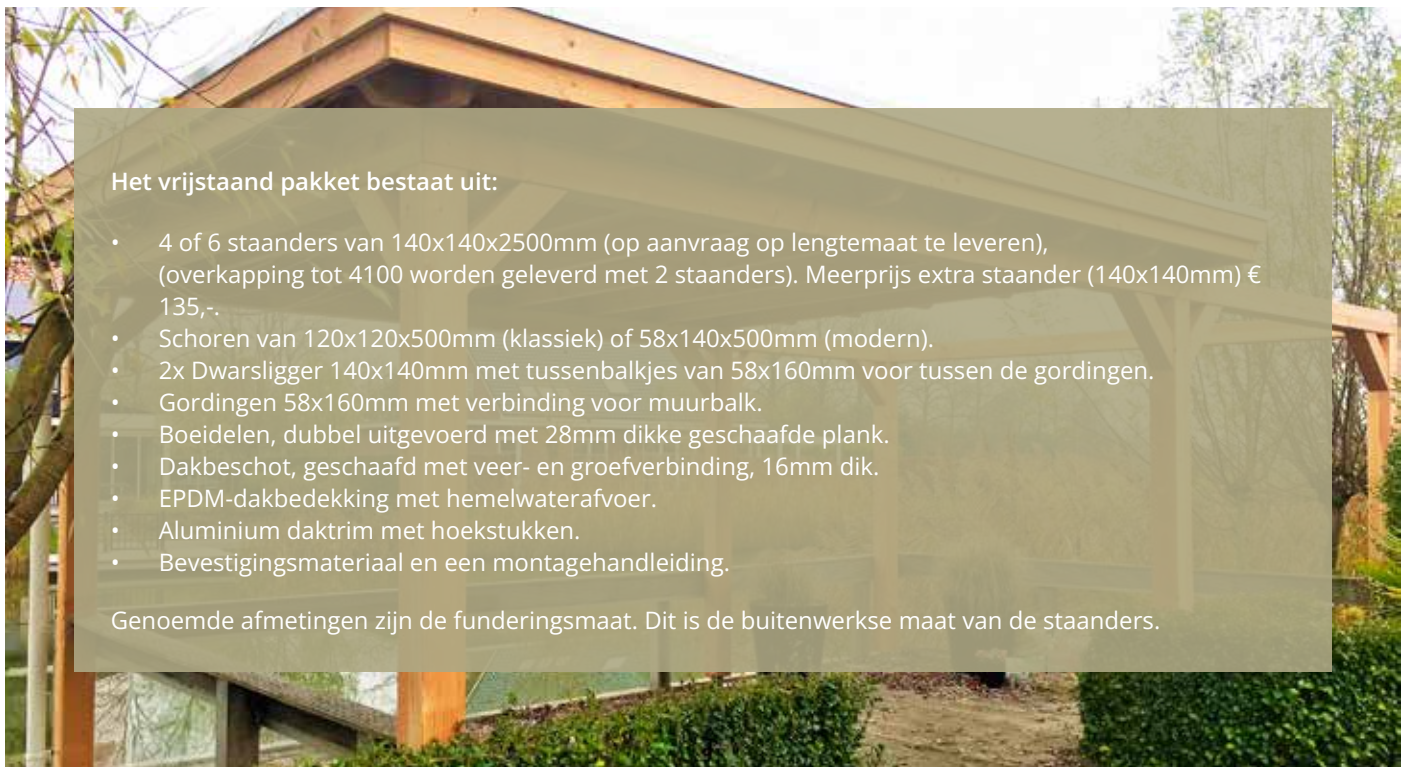 Het vrijstaand pakket bestaat uit:
• 4 of 6 staanders van 140x140x2500mm (op aanvraag op lengtemaat te leveren),
(overkapping tot 4100 worden geleverd met 2 staanders). Meerprijs extra staander (140x140mm) €
135,-.
• Schoren van 120x120x500mm (klassiek) of 58x140x500mm (modern).
• 2x Dwarsligger 140x140mm met tussenbalkjes van 58x160mm voor tussen de gordingen.
• Gordingen 58x160mm met verbinding voor muurbalk.
• Boeidelen, dubbel uitgevoerd met 28mm dikke geschaafde plank.
• Dakbeschot, geschaafd met veer- en groefverbinding, 16mm dik.
• EPDM-dakbedekking met hemelwaterafvoer.
• Aluminium daktrim met hoekstukken.
• Bevestigingsmateriaal en een montagehandleiding.
Genoemde afmetingen zijn de funderingsmaat. Dit is de buitenwerkse maat van de staanders.